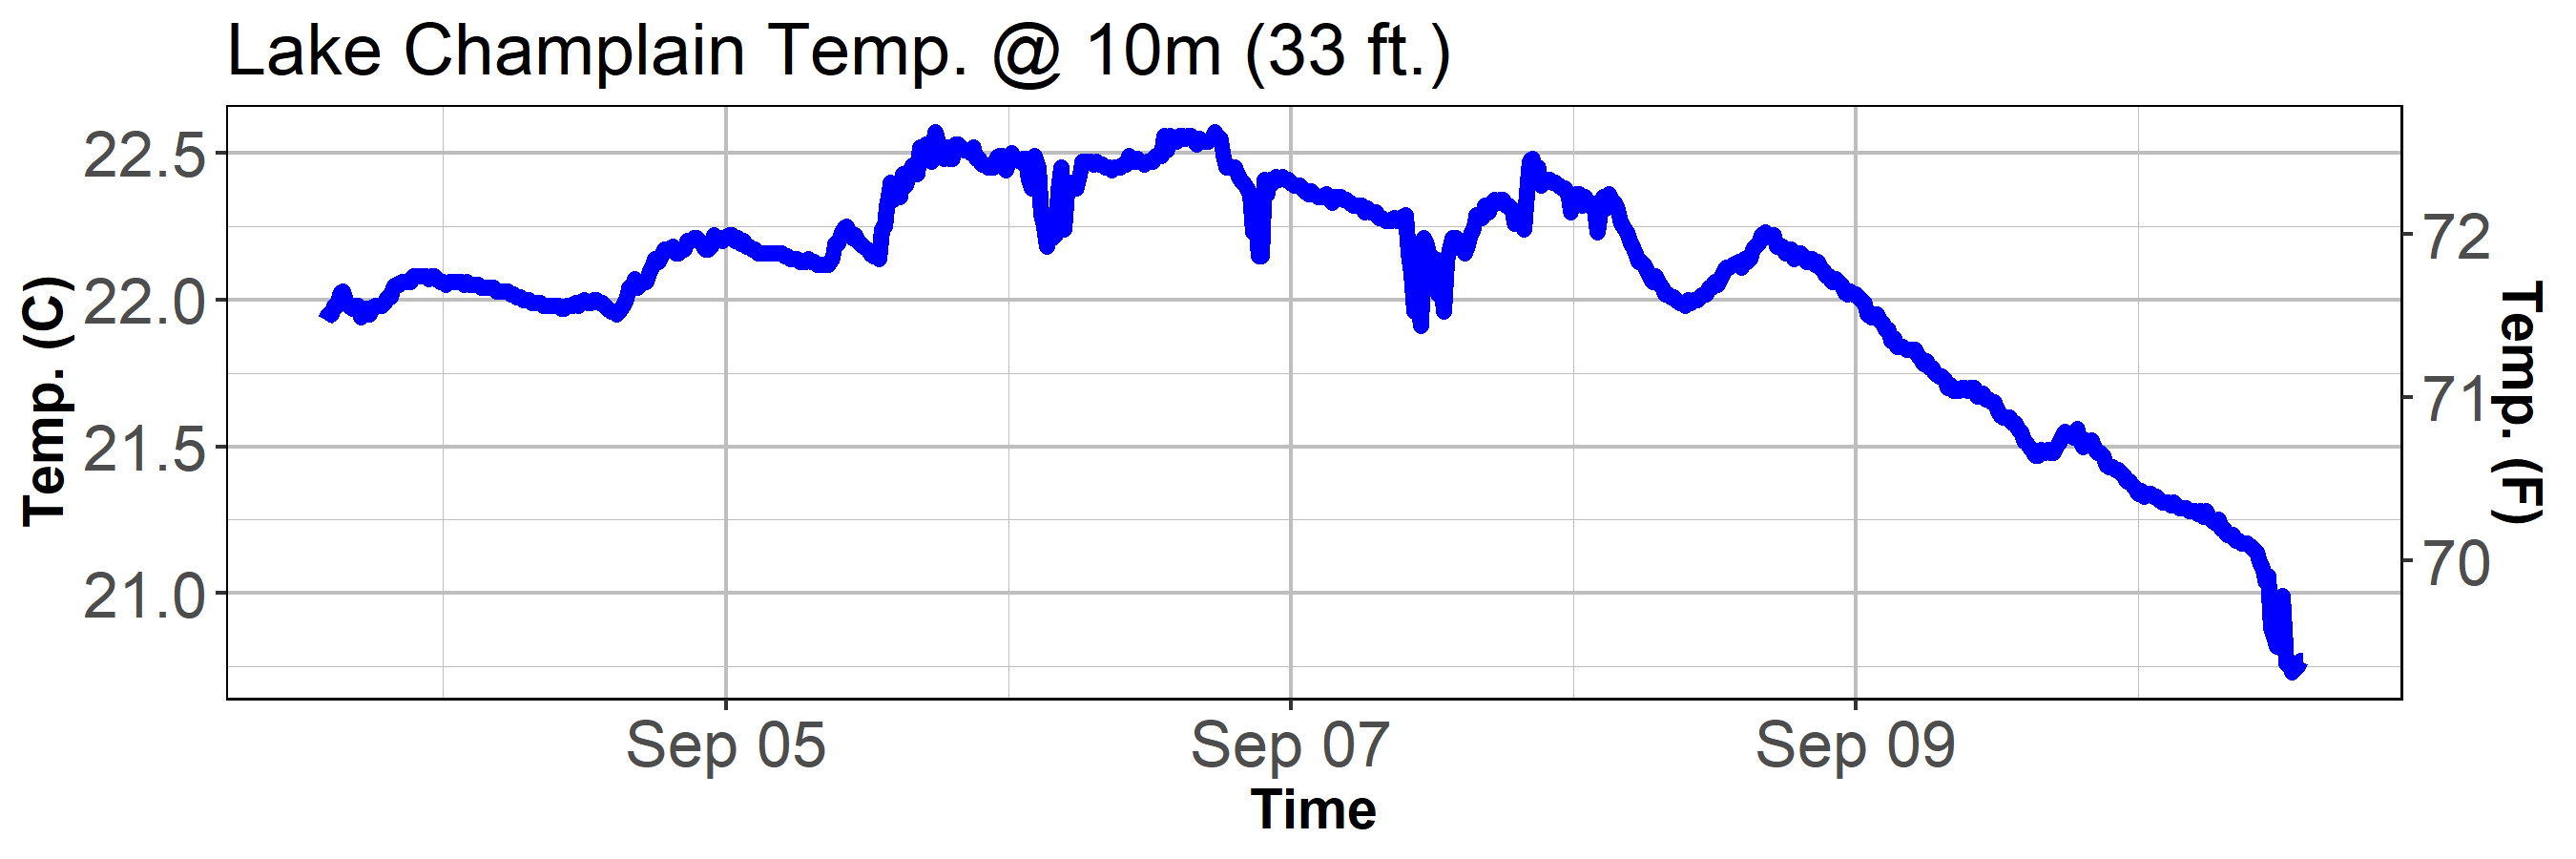 Lake Champlain Temp. @ 10m (33 ft.)
22.5
22.0
21.5
21.0
Temp. (C)
72
71
70
Temp. (F)
Sep 05
Sep 07
Sep 09
Time